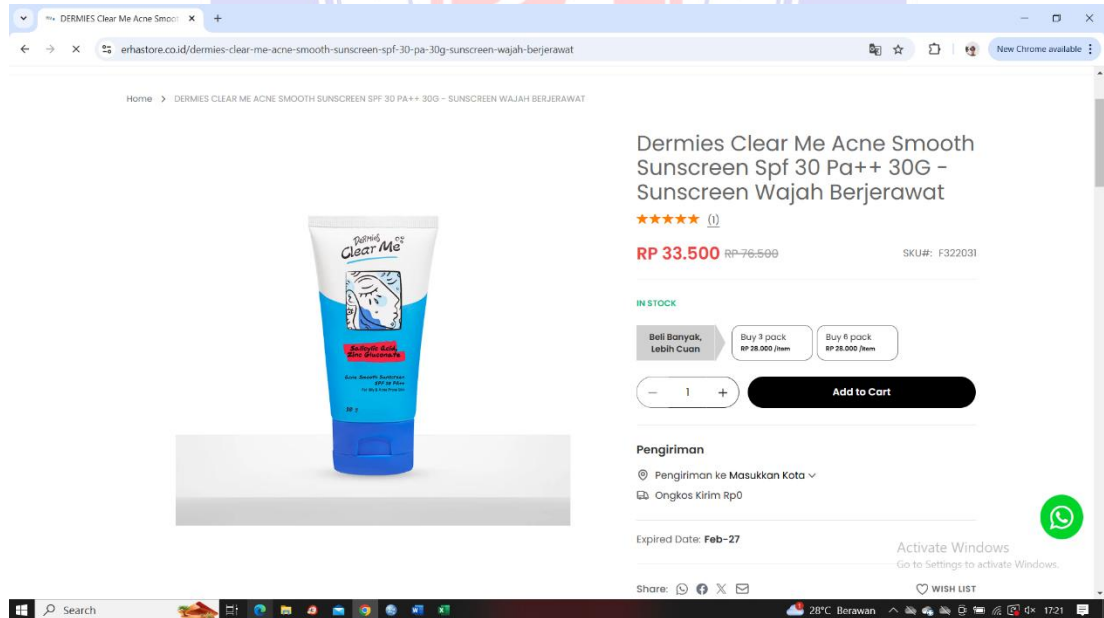 DERMIES Clear Me Acne Smoot
erhastore.co.id/dermies-clear-me-acne-smooth-sunscreen-spf-30-pa-30g-sunscreen-wajah-berjerawat
New Chrome available
Home > DERMIES CLEAR ME ACNE SMOOTH SUNSCREEN SPF 30 PA++ 30G - SUNSCREEN WAJAH BERJERAWAT
Dermies
Clear Me
Salicylic Acid
Zinc Gluconate
Acne Smooth Sunscreen
SPF 30 PA++
30 g
Dermies Clear Me Acne Smooth
Sunscreen Spf 30 Pa++ 30G -
Sunscreen Wajah Berjerawat
(1)
RP 33.500 RP 76.500 SKU#: F322031
IN STOCK
Beli Banyak,
Lebih Cuan
Buy 3 pack
RP 28.000 /item
Buy 6 pack
RP 28.000 /item
− 1 + Add to Cart
Pengiriman
Pengiriman ke Masukkan Kota
Ongkos Kirim Rp0
Expired Date: Feb-27
Activate Windows
Go to Settings to activate Windows.
Share: WISH LIST
Search
28°C Berawan 17:21